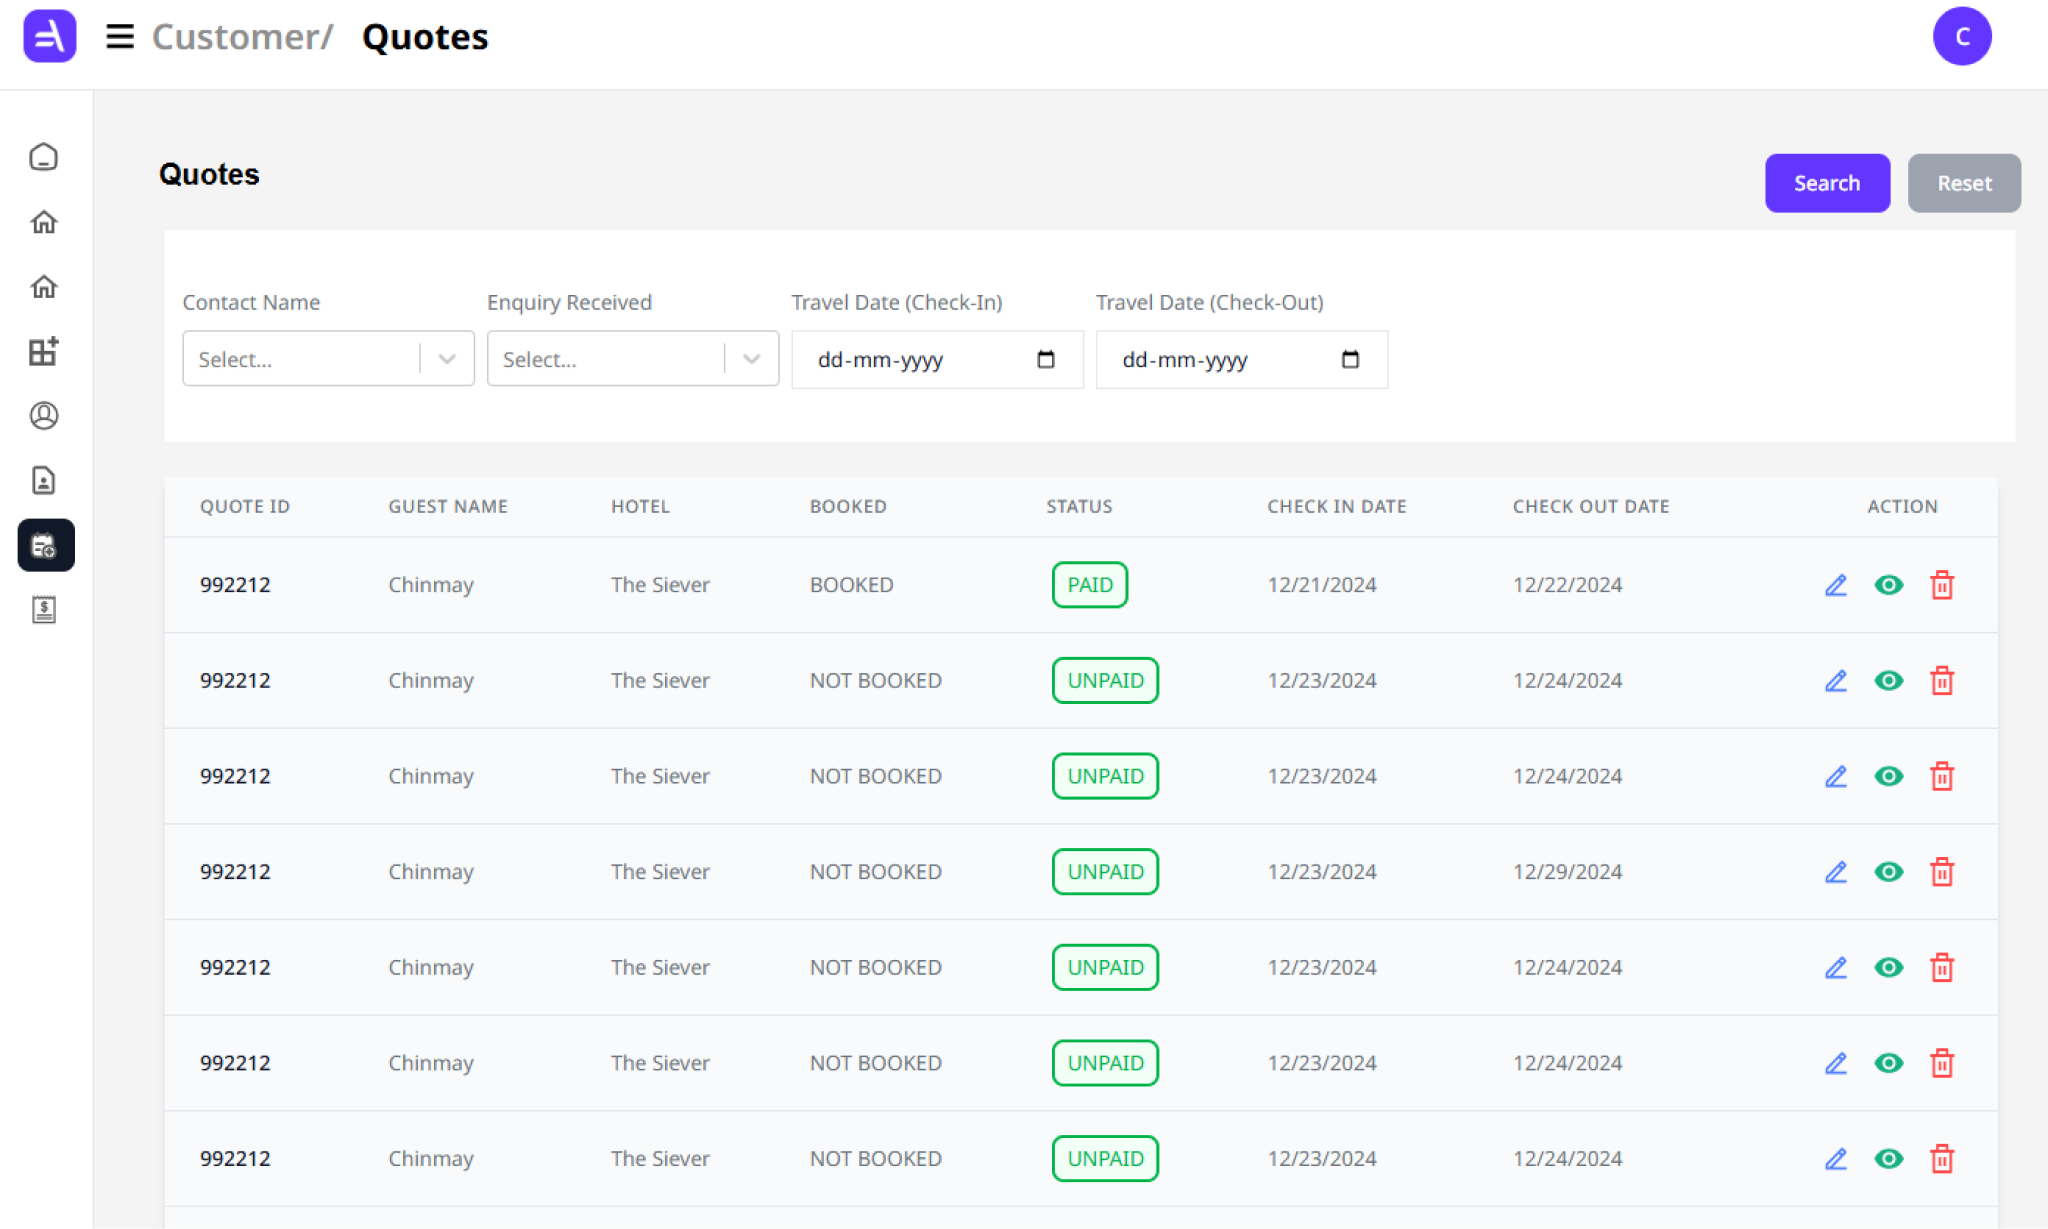 Customer/ Quotes
C
Quotes
Search Reset
Contact Name Enquiry Received Travel Date (Check-In) Travel Date (Check-Out)
Select... Select... dd-mm-yyyy dd-mm-yyyy
QUOTE ID GUEST NAME HOTEL BOOKED STATUS CHECK IN DATE CHECK OUT DATE ACTION
992212 Chinmay The Siever BOOKED PAID 12/21/2024 12/22/2024
992212 Chinmay The Siever NOT BOOKED UNPAID 12/23/2024 12/24/2024
992212 Chinmay The Siever NOT BOOKED UNPAID 12/23/2024 12/24/2024
992212 Chinmay The Siever NOT BOOKED UNPAID 12/23/2024 12/29/2024
992212 Chinmay The Siever NOT BOOKED UNPAID 12/23/2024 12/24/2024
992212 Chinmay The Siever NOT BOOKED UNPAID 12/23/2024 12/24/2024
992212 Chinmay The Siever NOT BOOKED UNPAID 12/23/2024 12/24/2024